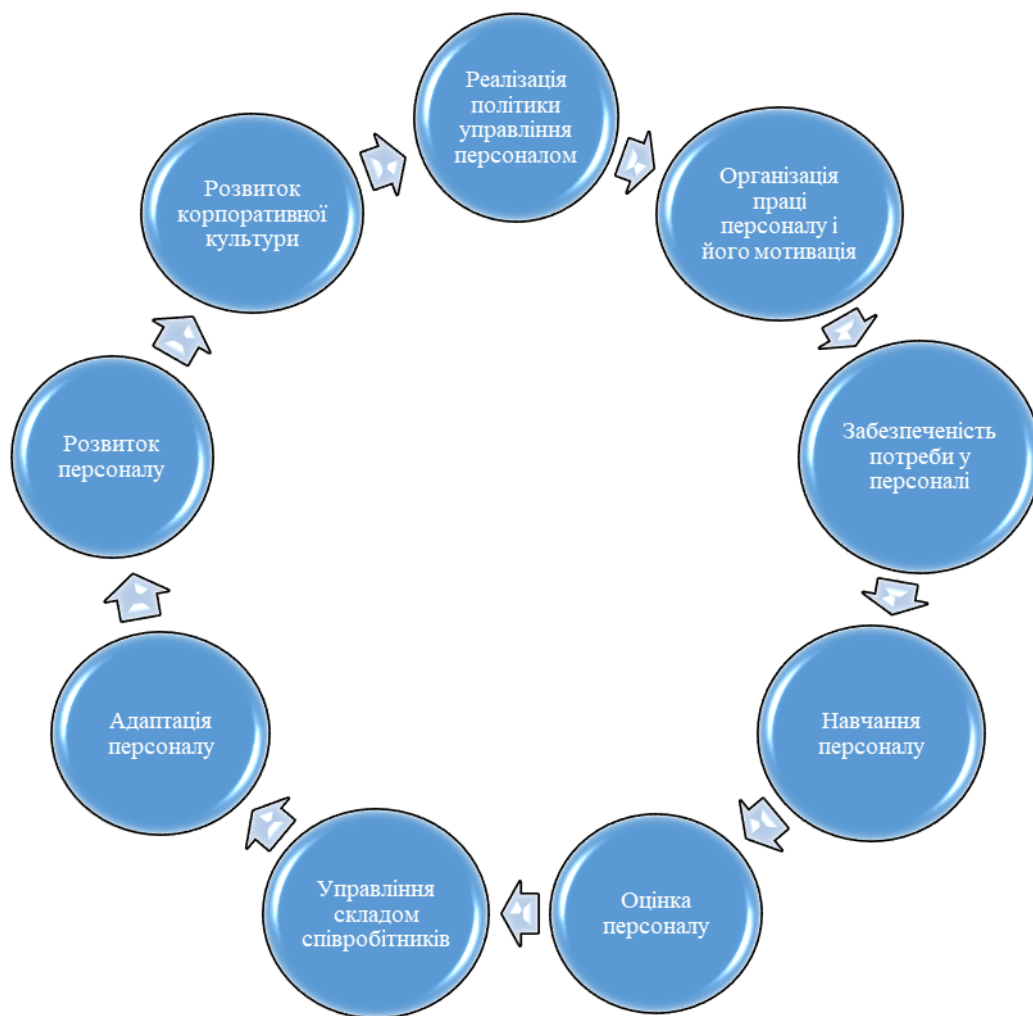 Реалізація
політики
управління
персоналом
Організація
праці
персоналу і
його мотивація
Забезпеченість
потреби у
персоналі
Навчання
персоналу
Оцінка
персоналу
Управління
складом
співробітників
Адаптація
персоналу
Розвиток
персоналу
Розвиток
корпоративної
культури